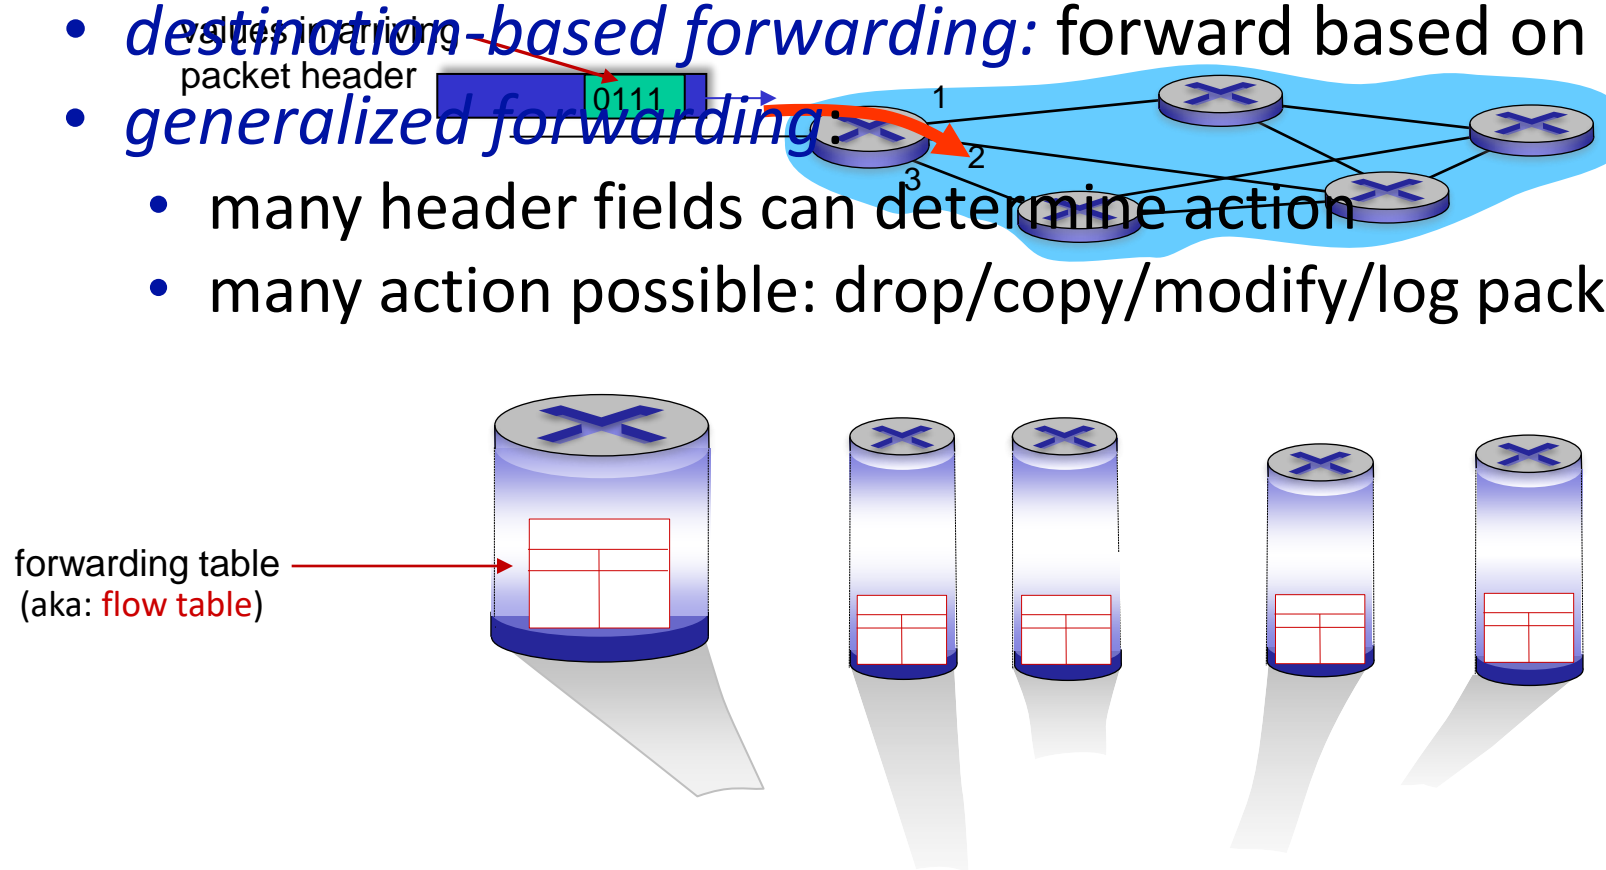 • destination-based forwarding: forward based on
values in arriving
packet header
0111
• generalized forwarding:
1
2
3
• many header fields can determine action
• many action possible: drop/copy/modify/log pack
forwarding table
(aka: flow table)